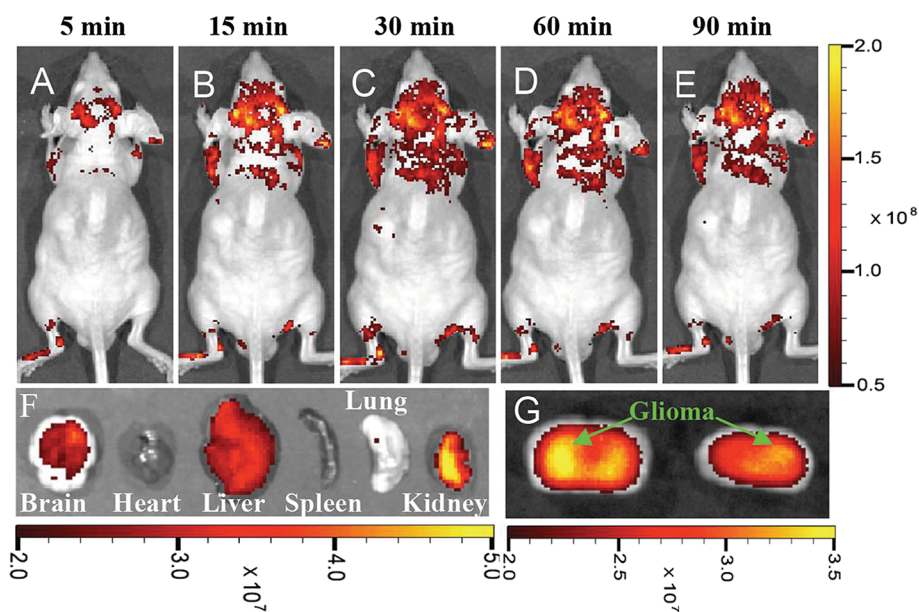 5 min 15 min 30 min 60 min 90 min
A B C D E
2.0
1.5
× 10⁸
1.0
0.5
F Lung G Glioma
Brain Heart Liver Spleen Kidney
2.0 3.0 4.0 5.0
× 10⁷
2.0 2.5 3.0 3.5
× 10⁷